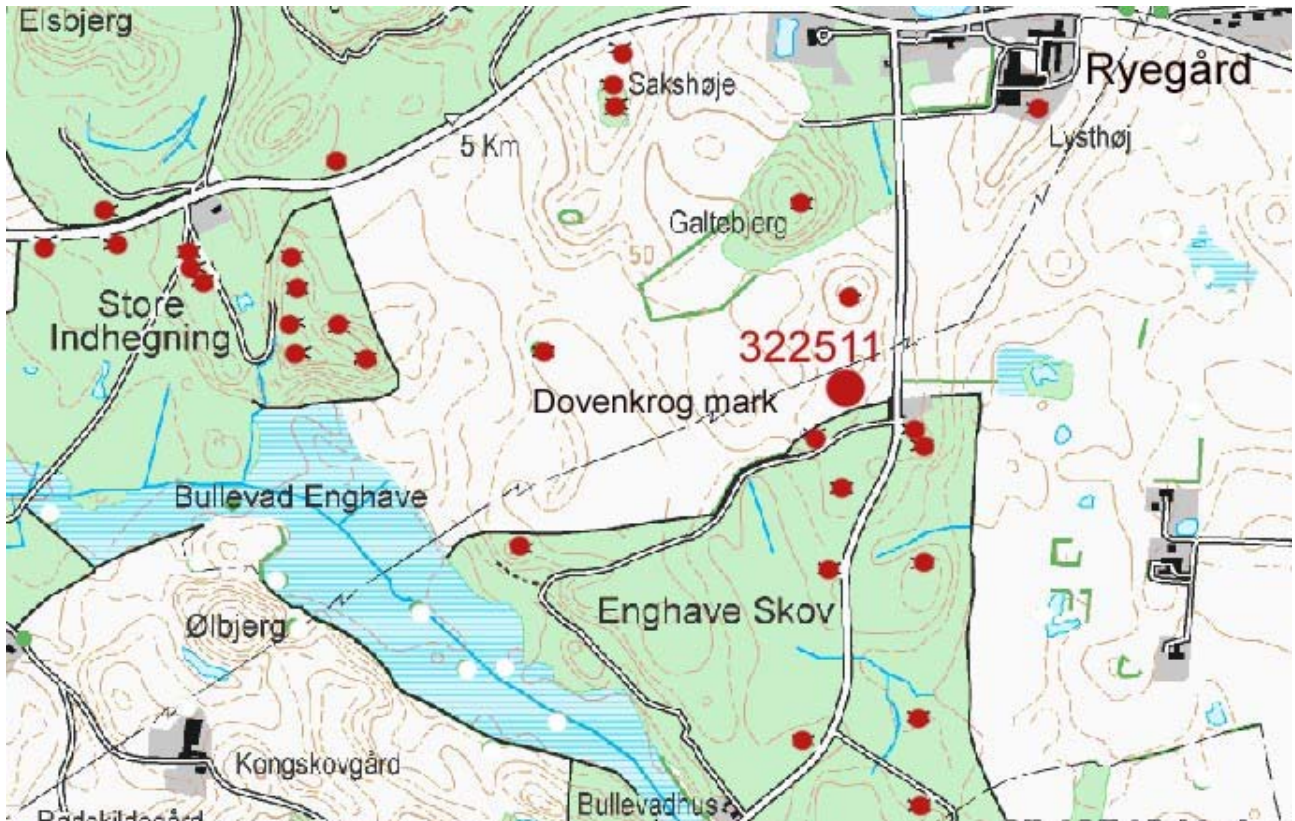 Elsbjerg
Sakshøje
Ryegård
5 Km
Lysthøj
Galtebjerg
50
Store
Indhegning
322511
Dovenkrog mark
Bullevad Enghave
Enghave Skov
Ølbjerg
Kongskovgård
Bullevadhus